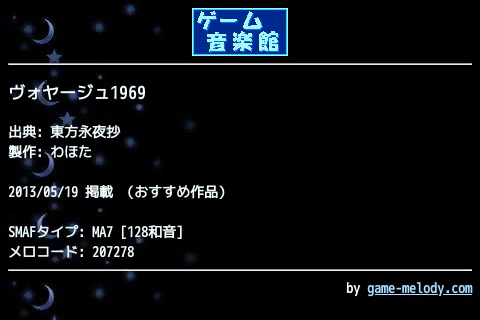 ゲーム
音楽館
ヴォヤージュ1969
出典: 東方永夜抄
製作: わほた
2013/05/19 掲載 (おすすめ作品)
SMAFタイプ: MA7 [128和音]
メロコード: 207278
by game-melody.com